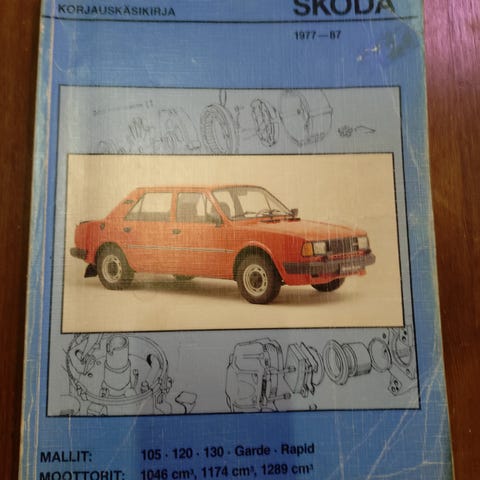 KORJAUSKÄSIKIRJA
SKODA
1977—87
MALLIT: 105 · 120 · 130 · Garde · Rapid
MOOTTORIT: 1046 cm³, 1174 cm³, 1289 cm³